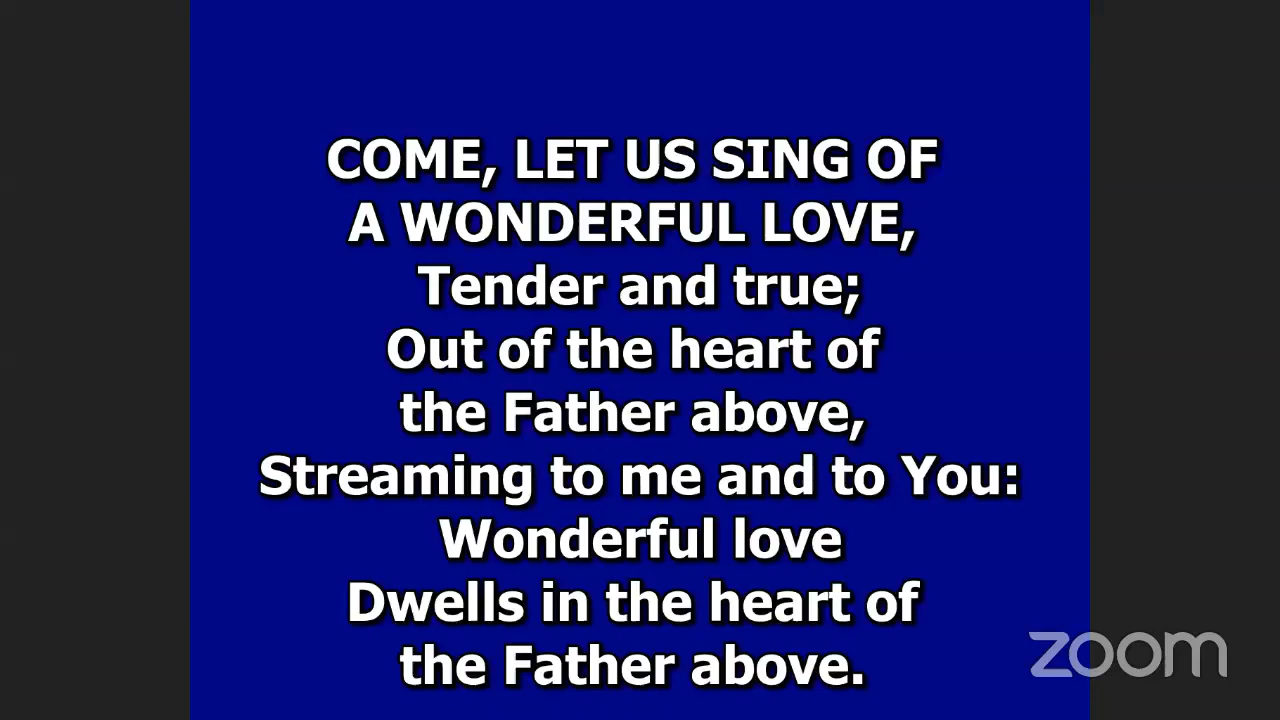 COME, LET US SING OF
A WONDERFUL LOVE,
Tender and true;
Out of the heart of
the Father above,
Streaming to me and to You:
Wonderful love
Dwells in the heart of
the Father above.
zoom